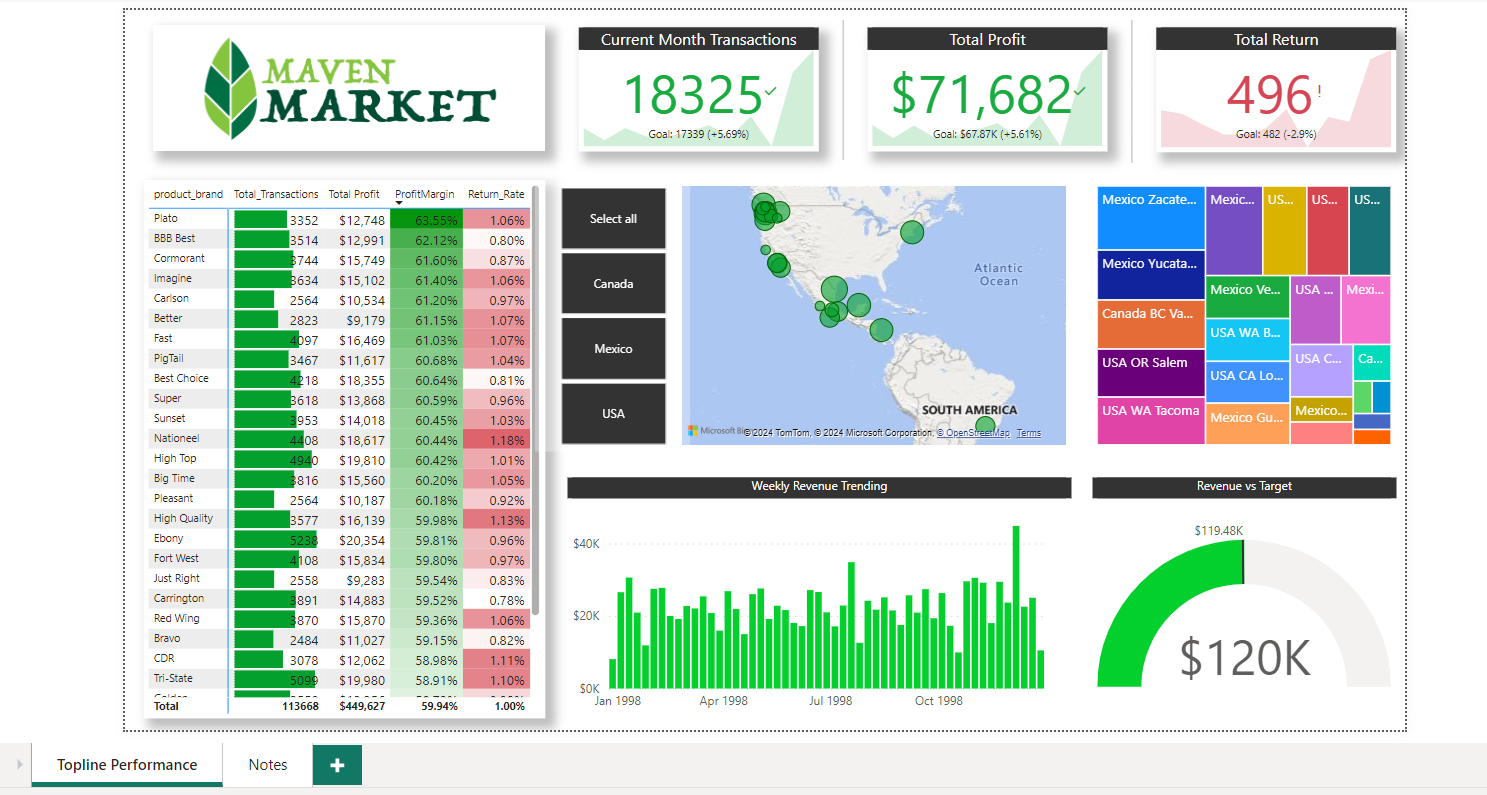 MAVEN
MARKET
Current Month Transactions
18325
Goal: 17339 (+5.69%)
Total Profit
$71,682
Goal: $67.87K (+5.61%)
Total Return
496!
Goal: 482 (-2.9%)
product_brand Total_Transactions Total Profit ProfitMargin Return_Rate
Plato 3352 $12,748 63.55% 1.06%
BBB Best 3514 $12,991 62.12% 0.80%
Cormorant 3744 $15,749 61.60% 0.87%
Imagine 3634 $15,102 61.40% 1.06%
Carlson 2564 $10,534 61.20% 0.97%
Better 2823 $9,179 61.15% 1.07%
Fast 4097 $16,469 61.03% 1.07%
PigTail 3467 $11,617 60.68% 1.04%
Best Choice 4218 $18,355 60.64% 0.81%
Super 3618 $13,868 60.59% 0.96%
Sunset 3953 $14,018 60.45% 1.03%
Nationeel 4408 $18,617 60.44% 1.18%
High Top 4940 $19,810 60.42% 1.01%
Big Time 3816 $15,560 60.20% 1.05%
Pleasant 2564 $10,187 60.18% 0.92%
High Quality 3577 $16,139 59.98% 1.13%
Ebony 5238 $20,354 59.81% 0.96%
Fort West 4108 $15,834 59.80% 0.97%
Just Right 2558 $9,283 59.54% 0.83%
Carrington 3891 $14,883 59.52% 0.78%
Red Wing 3870 $15,870 59.36% 1.06%
Bravo 2484 $11,027 59.15% 0.82%
CDR 3078 $12,062 58.98% 1.11%
Tri-State 5099 $19,980 58.91% 1.10%
Total 113668 $449,627 59.94% 1.00%
Select all
Canada
Mexico
USA
Atlantic
Ocean
SOUTH AMERICA
Microsoft Bi ©2024 TomTom, © 2024 Microsoft Corporation, © OpenStreetMap Terms
Mexico Zacate...
Mexico Yucata...
Canada BC Va...
USA OR Salem
USA WA Tacoma
Mexic...
US...
US...
US...
Mexico Ve...
USA WA B...
USA CA Lo...
Mexico Gu...
USA ...
Mexi...
USA C...
Ca...
Mexico...
Weekly Revenue Trending
$40K
$20K
$0K
Jan 1998 Apr 1998 Jul 1998 Oct 1998
Revenue vs Target
$119.48K
$120K
Topline Performance Notes +